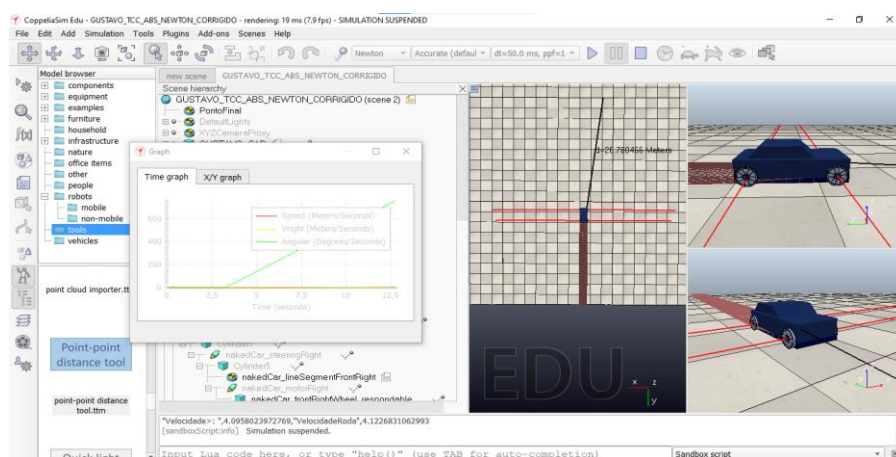 CoppeliaSim Edu - GUSTAVO_TCC_ABS_NEWTON_CORRIGIDO - rendering: 19 ms (7.9 fps) - SIMULATION SUSPENDED
File Edit Add Simulation Tools Plugins Add-ons Scenes Help
Newton Accurate (defaul dt=50.0 ms, ppf=1
Model browser
components
equipment
examples
furniture
household
infrastructure
nature
office items
other
people
robots
mobile
non-mobile
tools
vehicles
point cloud importer.tt
Point-point
distance tool
point-point distance
tool.ttm
Quick light
new scene GUSTAVO_TCC_ABS_NEWTON_CORRIGIDO
Scene hierarchy
GUSTAVO_TCC_ABS_NEWTON_CORRIGIDO (scene 2)
PontoFinal
DefaultLights
XYZCameraProxy
Graph
Time graph X/Y graph
600
400
200
0
Speed (Meters/Seconds)
Vright (Meters/Seconds)
Angular (Degrees/Seconds)
0 2,5 5 7,5 10 12,5
Time (seconds)
nakedCar_steeringRight
Cylinder5
nakedCar_lineSegmentFrontRight
nakedCar_motorRight
nakedCar_frontRightWheel_respondable
Meters
EDU
x z
y
"Velocidade>: ",4.0958023972769,"VelocidadeRoda",4.1226831062993
[sandboxScript:info] Simulation suspended.
Input Lua code here, or type "help()" (use TAB for auto-completion)
Sandbox script